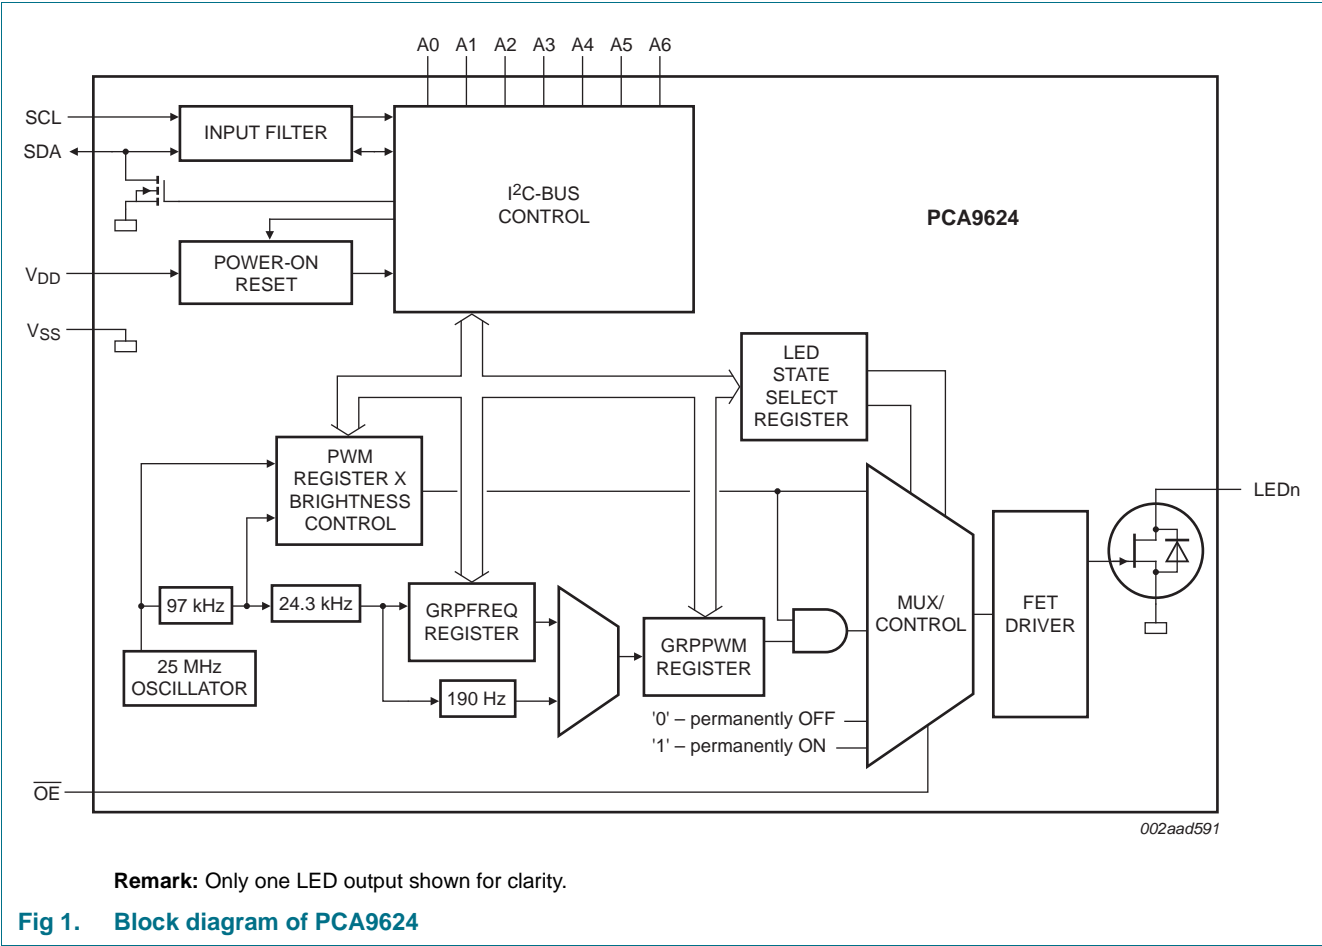 A0 A1 A2 A3 A4 A5 A6
SCL
SDA
INPUT FILTER
I2C-BUS
CONTROL
PCA9624
VDD
POWER-ON
RESET
VSS
LED
STATE
SELECT
REGISTER
PWM
REGISTER X
BRIGHTNESS
CONTROL
LEDn
97 kHz
24.3 kHz
GRPFREQ
REGISTER
MUX/
CONTROL
FET
DRIVER
GRPPWM
REGISTER
25 MHz
OSCILLATOR
190 Hz
'0' – permanently OFF
'1' – permanently ON
OE
002aad591
Remark: Only one LED output shown for clarity.
Fig 1. Block diagram of PCA9624